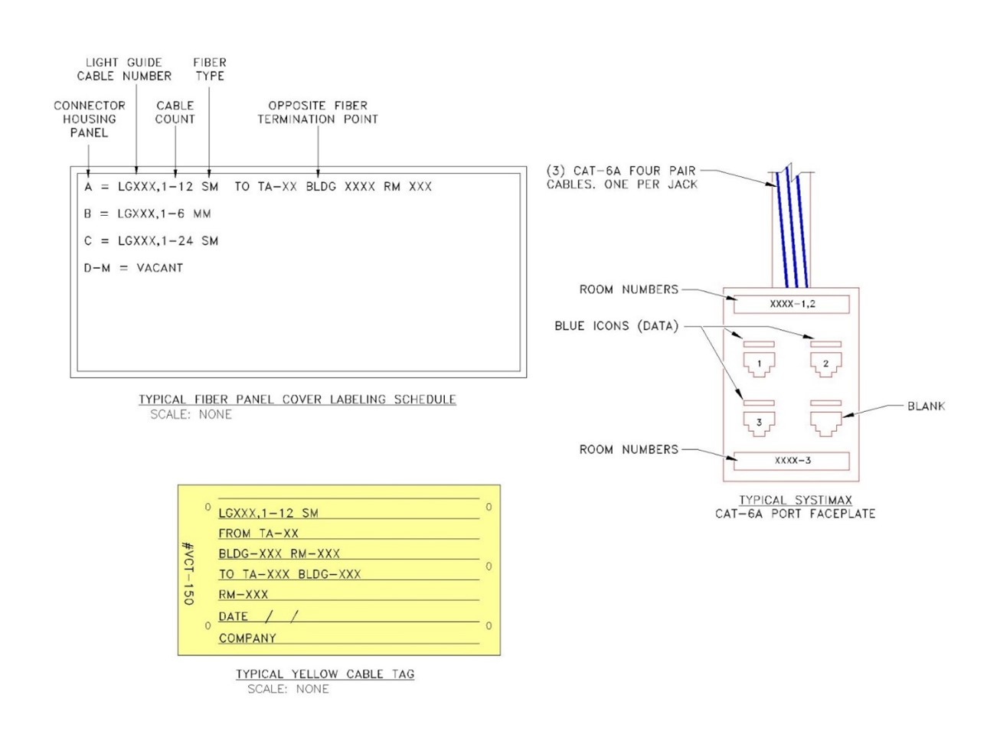 LIGHT GUIDE
CABLE NUMBER
FIBER
TYPE
CONNECTOR
HOUSING
PANEL
CABLE
COUNT
OPPOSITE FIBER
TERMINATION POINT
A = LGXXX,1-12 SM TO TA-XX BLDG XXXX RM XXX
B = LGXXX,1-6 MM
C = LGXXX,1-24 SM
D-M = VACANT
TYPICAL FIBER PANEL COVER LABELING SCHEDULE
SCALE: NONE
(3) CAT-6A FOUR PAIR
CABLES. ONE PER JACK
ROOM NUMBERS
XXXX-1,2
BLUE ICONS (DATA)
1
2
3
BLANK
ROOM NUMBERS
XXXX-3
TYPICAL SYSTIMAX
CAT-6A PORT FACEPLATE
#VCT-150
LGXXX,1-12 SM
FROM TA-XX
BLDG-XXX RM-XXX
TO TA-XXX BLDG-XXX
RM-XXX
DATE / /
COMPANY
TYPICAL YELLOW CABLE TAG
SCALE: NONE